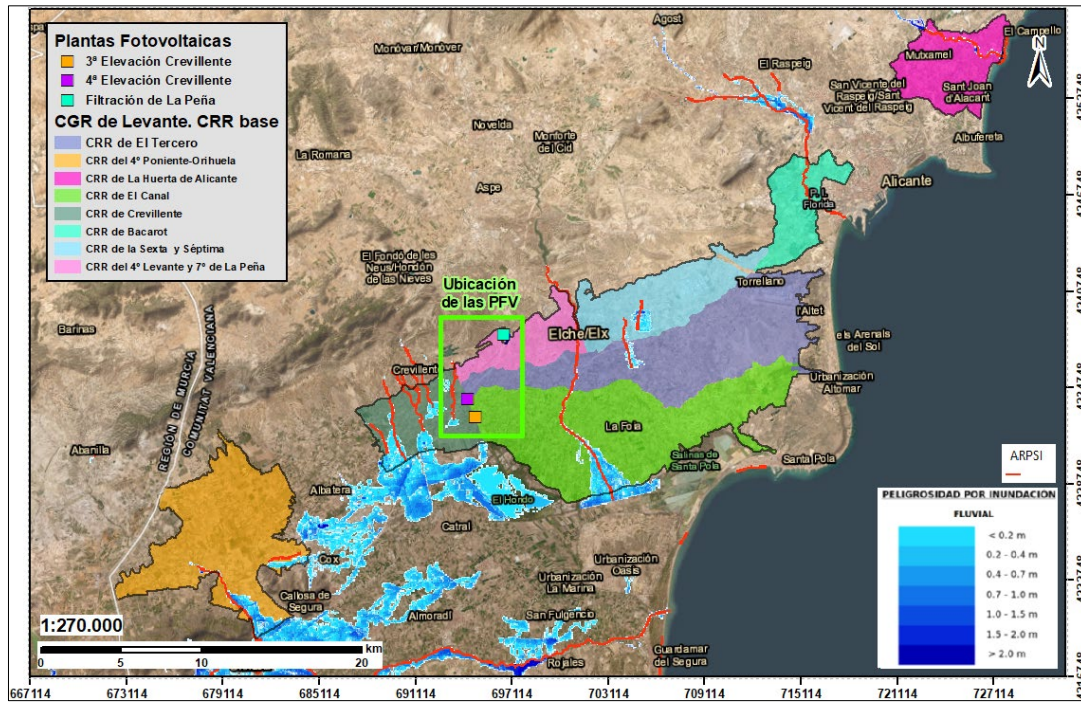 Plantas Fotovoltaicas
3ª Elevación Crevillente
4ª Elevación Crevillente
Filtración de La Peña
CGR de Levante. CRR base
CRR de El Tercero
CRR del 4º Poniente-Orihuela
CRR de La Huerta de Alicante
CRR de El Canal
CRR de Crevillente
CRR de Bacarot
CRR de la Sexta y Séptima
CRR del 4º Levante y 7º de La Peña
Agost
Monóvar/Monòver
El Raspeig
El Campello
N
Mutxamel
San Vicente del
Raspeig/Sant
Vicent del Raspeig
Sant Joan
d'Alacant
Novelda
Monforte
del Cid
La Romana
Albufereta
Aspe
Alicante
P. I.
Florida
El Fondó de les
Neus/Hondón
de las Nieves
Ubicación
de las PFV
Torrellano
l'Altet
Barinas
Elche/Elx
els Arenals
del Sol
Crevillente
Urbanización
Altomar
REGIÓN DE MURCIA
COMUNITAT VALENCIANA
La Foia
Abanilla
Salinas de
Santa Pola
Santa Pola
ARPSI
Albatera
El Hondo
Catral
PELIGROSIDAD POR INUNDACIÓN
FLUVIAL
< 0.2 m
0.2 - 0.4 m
0.4 - 0.7 m
0.7 - 1.0 m
1.0 - 1.5 m
1.5 - 2.0 m
> 2.0 m
Cox
Urbanización
Oasis
Urbanización
La Marina
Callosa de
Segura
Almoradí
San Fulgencio
Guardamar
del Segura
Rojales
1:270.000
km
0 5 10 20
667114 673114 679114 685114 691114 697114 703114 709114 715114 721114 727114